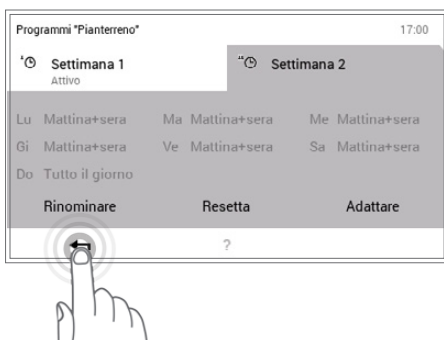 Programmi "Pianterreno" 17:00
Settimana 1 Settimana 2
Attivo
Lu Mattina+sera Ma Mattina+sera Me Mattina+sera
Gi Mattina+sera Ve Mattina+sera Sa Mattina+sera
Do Tutto il giorno
Rinominare Resetta Adattare
?